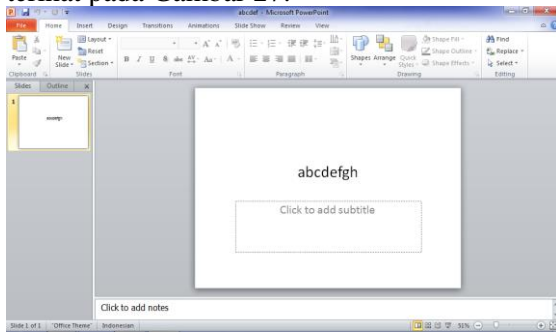 format pada Gambar 27.
abcdef - Microsoft PowerPoint
File Home Insert Design Transitions Animations Slide Show Review View
Paste
New Slide
Layout
Reset
Section
Shapes Arrange Quick Styles
Shape Fill
Shape Outline
Shape Effects
Find
Replace
Select
Clipboard Slides Font Paragraph Drawing Editing
Slides Outline
1
abcdefgh
abcdefgh
Click to add subtitle
Click to add notes
Slide 1 of 1 "Office Theme" Indonesian 51%